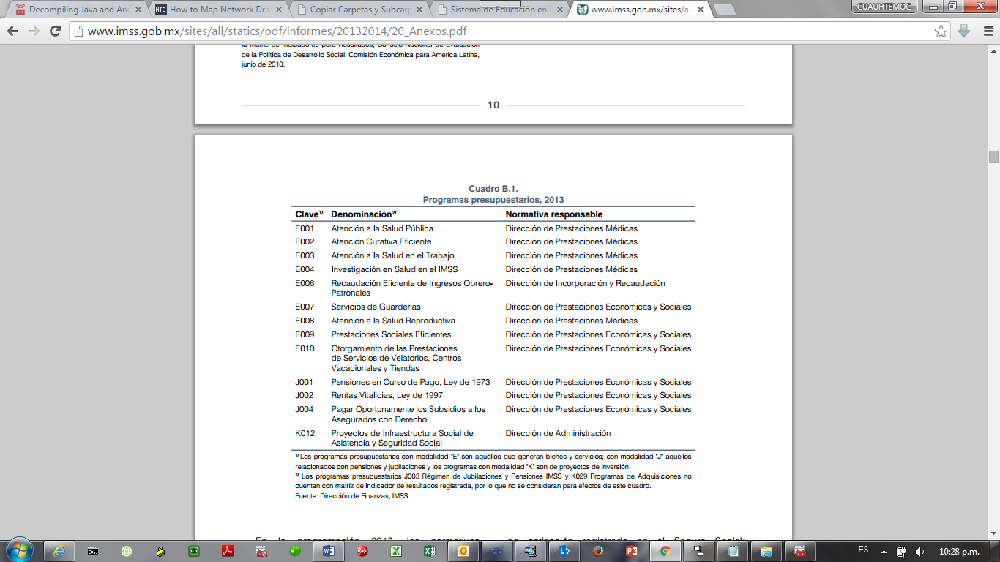 Decompiling Java and And
How to Map Network Driv
Copiar Carpetas y Subcarp
Sistema de Educación en
www.imss.gob.mx/sites/al
CUAUHTEMOC
www.imss.gob.mx/sites/all/statics/pdf/informes/20132014/20_Anexos.pdf
la Matriz de Indicadores para Resultados, Consejo Nacional de Evaluación
de la Política de Desarrollo Social, Comisión Económica para América Latina,
junio de 2010.
10
Cuadro B.1.
Programas presupuestarios, 2013
Clave1/ Denominación2/ Normativa responsable
E001 Atención a la Salud Pública Dirección de Prestaciones Médicas
E002 Atención Curativa Eficiente Dirección de Prestaciones Médicas
E003 Atención a la Salud en el Trabajo Dirección de Prestaciones Médicas
E004 Investigación en Salud en el IMSS Dirección de Prestaciones Médicas
E006 Recaudación Eficiente de Ingresos Obrero- Dirección de Incorporación y Recaudación
Patronales
E007 Servicios de Guarderías Dirección de Prestaciones Económicas y Sociales
E008 Atención a la Salud Reproductiva Dirección de Prestaciones Médicas
E009 Prestaciones Sociales Eficientes Dirección de Prestaciones Económicas y Sociales
E010 Otorgamiento de las Prestaciones Dirección de Prestaciones Económicas y Sociales
de Servicios de Velatorios, Centros
Vacacionales y Tiendas
J001 Pensiones en Curso de Pago, Ley de 1973 Dirección de Prestaciones Económicas y Sociales
J002 Rentas Vitalicias, Ley de 1997 Dirección de Prestaciones Económicas y Sociales
J004 Pagar Oportunamente los Subsidios a los Dirección de Prestaciones Económicas y Sociales
Asegurados con Derecho
K012 Proyectos de Infraestructura Social de Dirección de Administración
Asistencia y Seguridad Social
1/ Los programas presupuestarios con modalidad "E" son aquéllos que generan bienes y servicios; con modalidad "J" aquéllos
relacionados con pensiones y jubilaciones y los programas con modalidad "K" son de proyectos de inversión.
2/ Los programas presupuestarios J003 Régimen de Jubilaciones y Pensiones IMSS y K029 Programas de Adquisiciones no
cuentan con matriz de indicador de resultados registrada, por lo que no se consideran para efectos de este cuadro.
Fuente: Dirección de Finanzas, IMSS.
En la programación 2013 las normativas de estimación registrada en el Seguro Social;
ES
10:28 p.m.